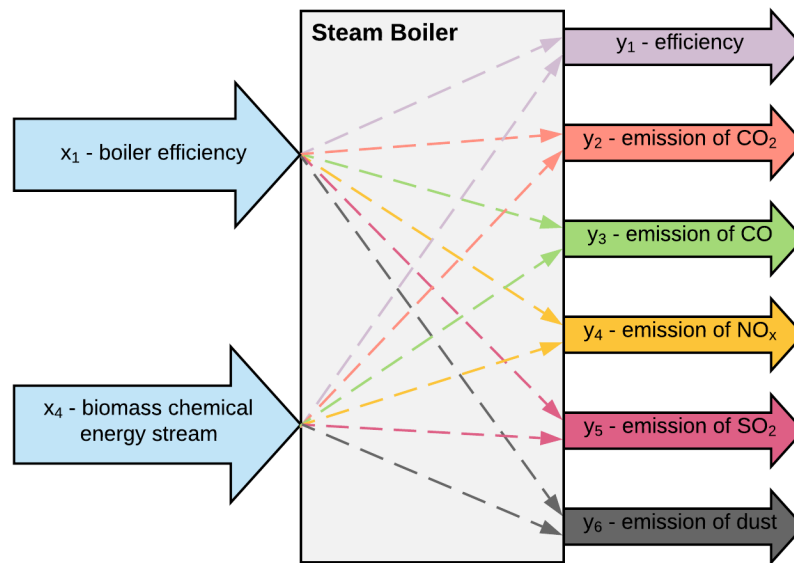 Steam Boiler
x₁ - boiler efficiency
x₄ - biomass chemical
energy stream
y₁ - efficiency
y₂ - emission of CO₂
y₃ - emission of CO
y₄ - emission of NOₓ
y₅ - emission of SO₂
y₆ - emission of dust